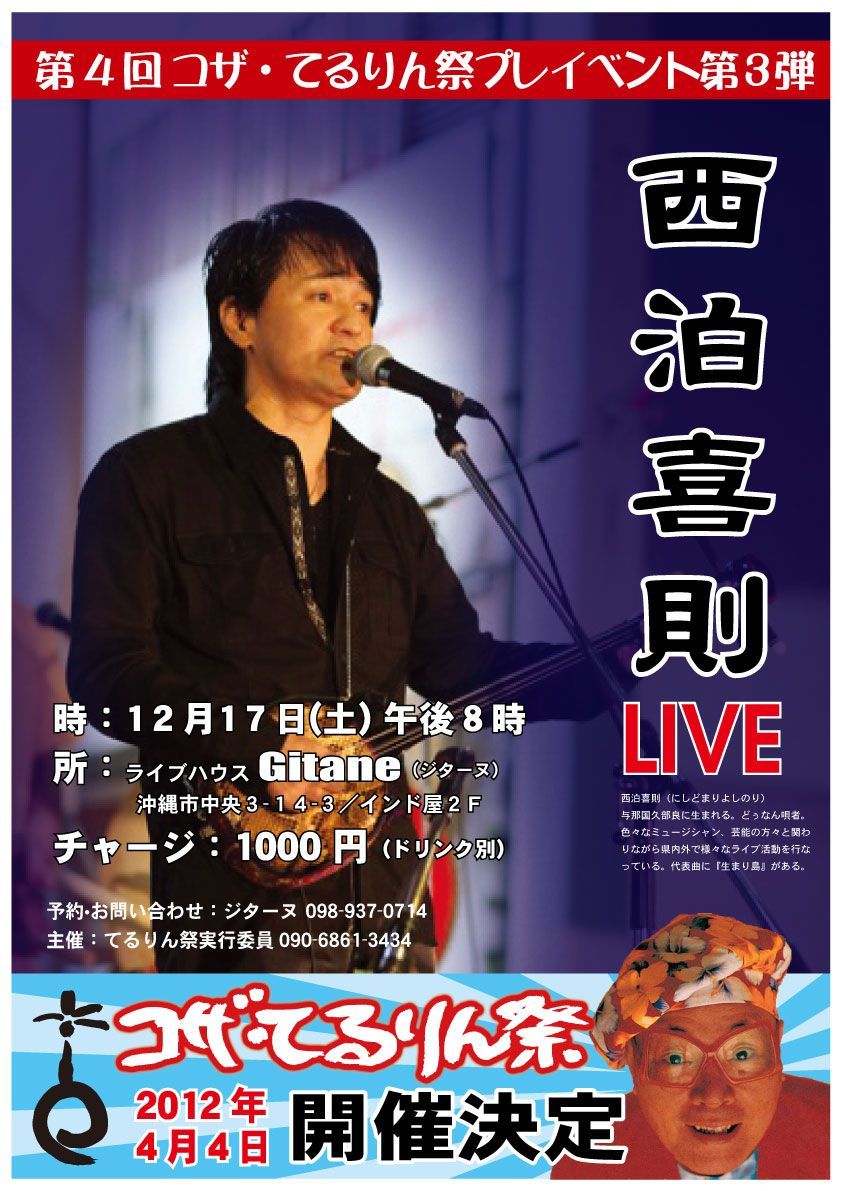 第4回コザ・てるりん祭プレイベント第3弾
西泊喜則
LIVE
西泊喜則（にしどまりよしのり）
与那国久部良に生まれる。どぅなん唄者。
色々なミュージシャン、芸能の方々と関わ
りながら県内外で様々なライブ活動を行な
っている。代表曲に『生まり島』がある。
時：12月17日(土) 午後8時
所：ライブハウス Gitane（ジターヌ）
沖縄市中央3-14-3／インド屋2F
チャージ：1000円（ドリンク別）
予約・お問い合わせ：ジターヌ 098-937-0714
主催：てるりん祭実行委員 090-6861-3434
コザ・てるりん祭
2012年
4月4日
開催決定